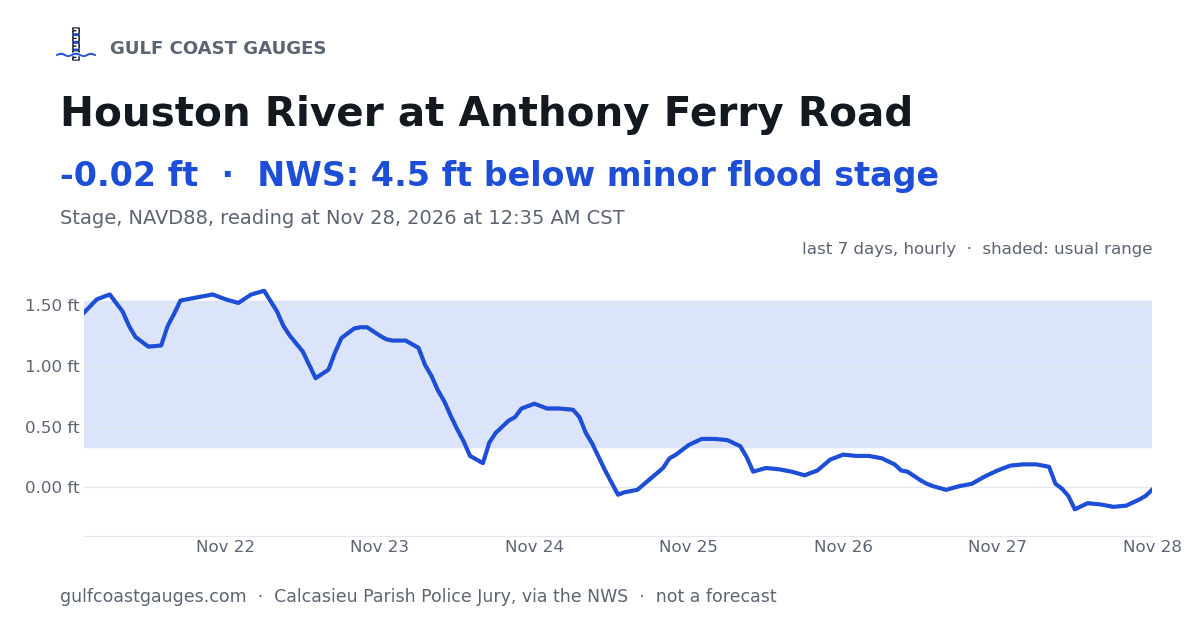 GULF COAST GAUGES
Houston River at Anthony Ferry Road
-0.02 ft · NWS: 4.5 ft below minor flood stage
Stage, NAVD88, reading at Nov 28, 2026 at 12:35 AM CST
last 7 days, hourly · shaded: usual range
1.50 ft
1.00 ft
0.50 ft
0.00 ft
Nov 22 Nov 23 Nov 24 Nov 25 Nov 26 Nov 27 Nov 28
gulfcoastgauges.com · Calcasieu Parish Police Jury, via the NWS · not a forecast